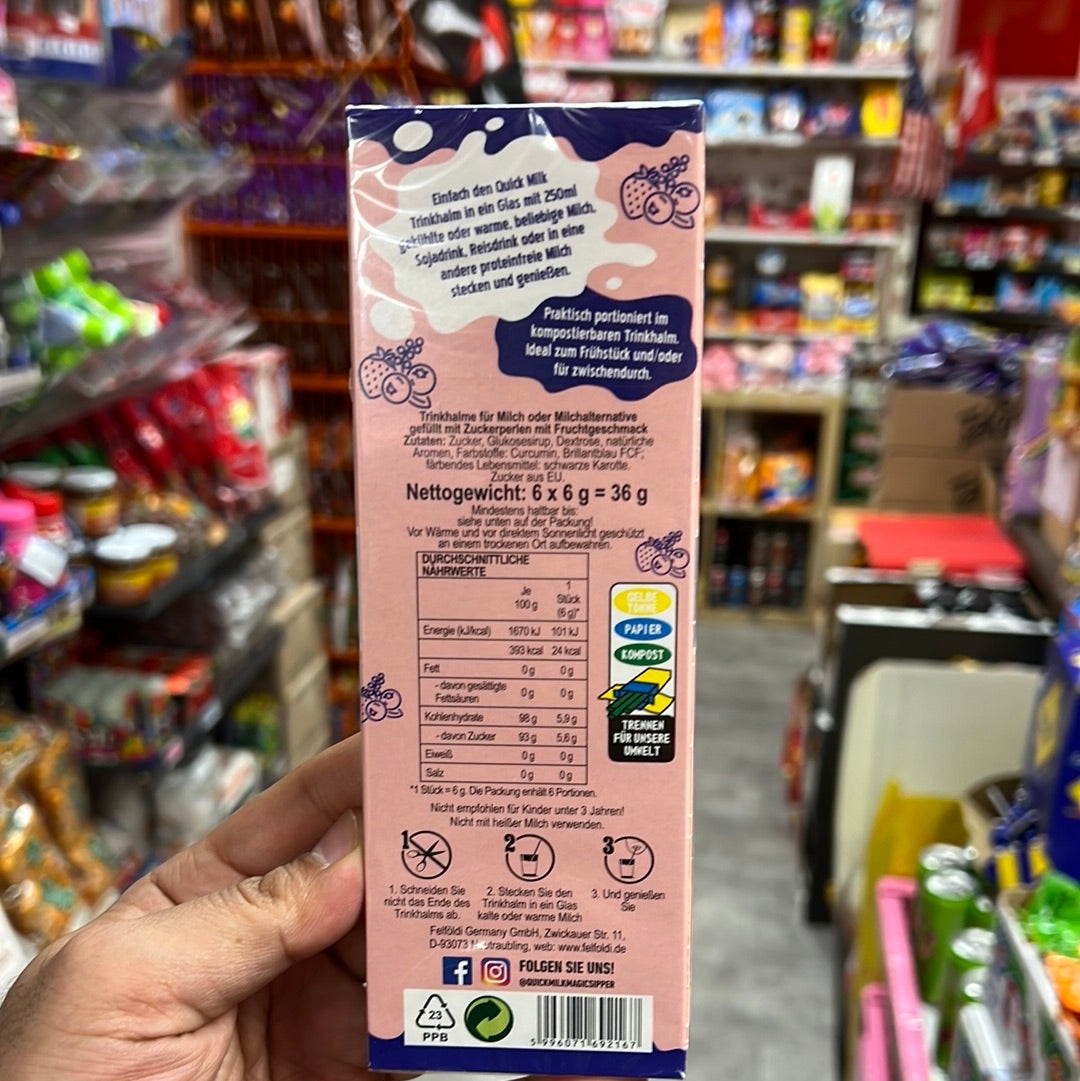 Einfach den Quick Milk
Trinkhalm in ein Glas mit 250ml
gekühlte oder warme, beliebige Milch,
Sojadrink, Reisdrink oder in eine
andere proteinfreie Milch
stecken und genießen.
Praktisch portioniert im
kompostierbaren Trinkhalm.
Ideal zum Frühstück und/oder
für zwischendurch.
Trinkhalme für Milch oder Milchalternative
gefüllt mit Zuckerperlen mit Fruchtgeschmack
Zutaten: Zucker, Glukosesirup, Dextrose, natürliche
Aromen, Farbstoffe: Curcumin, Brillantblau FCF;
färbendes Lebensmittel: schwarze Karotte.
Zucker aus EU.
Nettogewicht: 6 x 6 g = 36 g
Mindestens haltbar bis:
siehe unten auf der Packung!
Vor Wärme und vor direktem Sonnenlicht geschützt
an einem trockenen Ort aufbewahren.
DURCHSCHNITTLICHE
NÄHRWERTE
Je 100 g
1 Stück (6 g)*
Energie (kJ/kcal) 1670 kJ 101 kJ
393 kcal 24 kcal
Fett 0 g 0 g
- davon gesättigte Fettsäuren 0 g 0 g
Kohlenhydrate 98 g 5,9 g
- davon Zucker 93 g 5,6 g
Eiweiß 0 g 0 g
Salz 0 g 0 g
*1 Stück = 6 g. Die Packung enhält 6 Portionen.
GELBE
TONNE
PAPIER
KOMPOST
TRENNEN
FÜR UNSERE
UMWELT
Nicht empfohlen für Kinder unter 3 Jahren!
Nicht mit heißer Milch verwenden.
1
2
3
1. Schneiden Sie
nicht das Ende des
Trinkhalms ab.
2. Stecken Sie den
Trinkhalm in ein Glas
kalte oder warme Milch
3. Und genießen
Sie
Felföldi Germany GmbH, Zwickauer Str. 11,
D-93073 Neutraubling, web: www.felfoldi.de
FOLGEN SIE UNS!
@QUICKMILKMAGICSIPPER
23
PPB
5 996071 692167